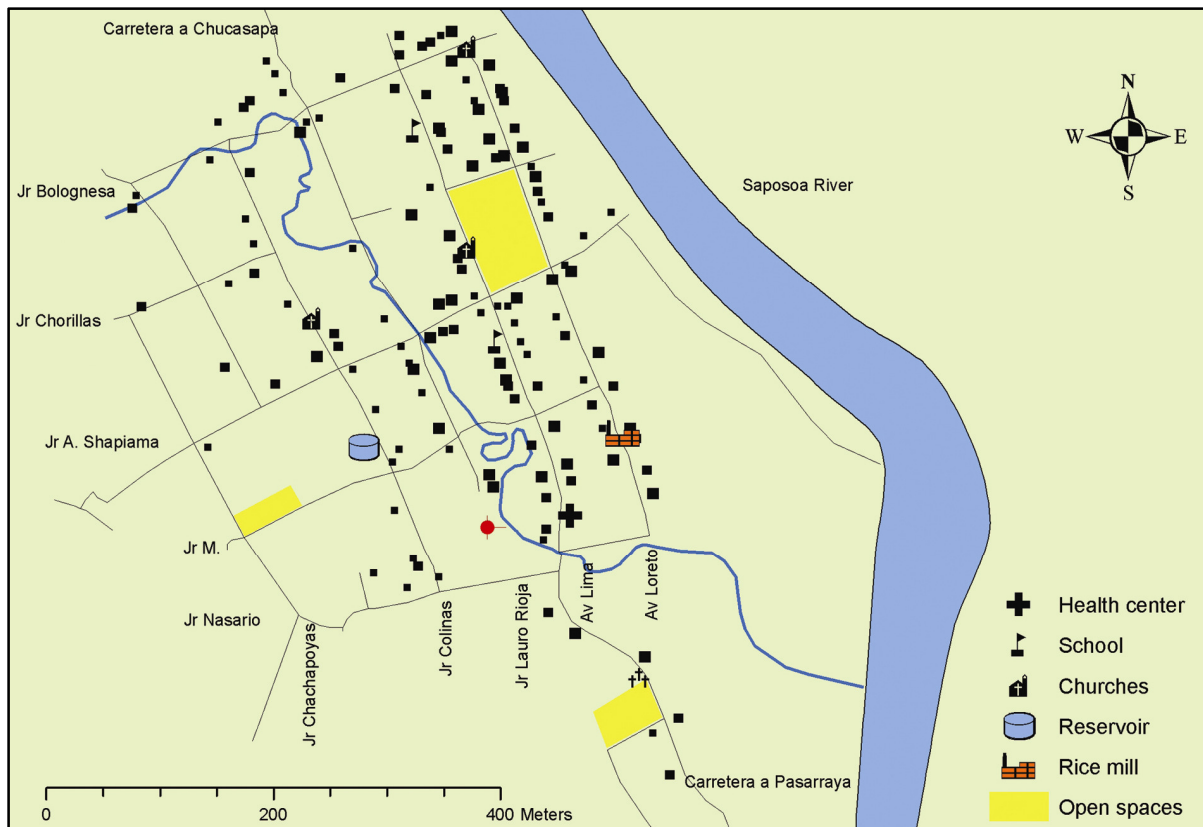 Carretera a Chucasapa
N
W
E
S
Jr Bolognesa
Saposoa River
Jr Chorillas
Jr A. Shapiama
Jr M.
Jr Nasario
Jr Chachapoyas
Jr Colinas
Jr Lauro Rioja
Av Lima
Av Loreto
Health center
School
Churches
Reservoir
Rice mill
Open spaces
Carretera a Pasarraya
0
200
400 Meters